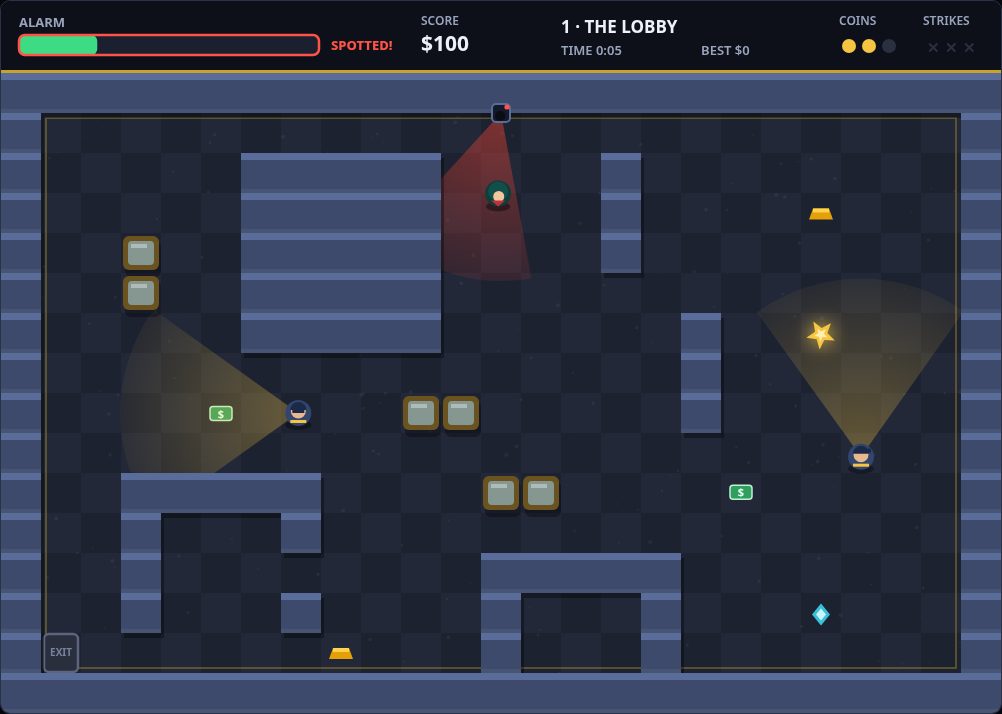 ALARM
SPOTTED!
SCORE
$100
1 · THE LOBBY
TIME 0:05
BEST $0
COINS
STRIKES
$
$
EXIT